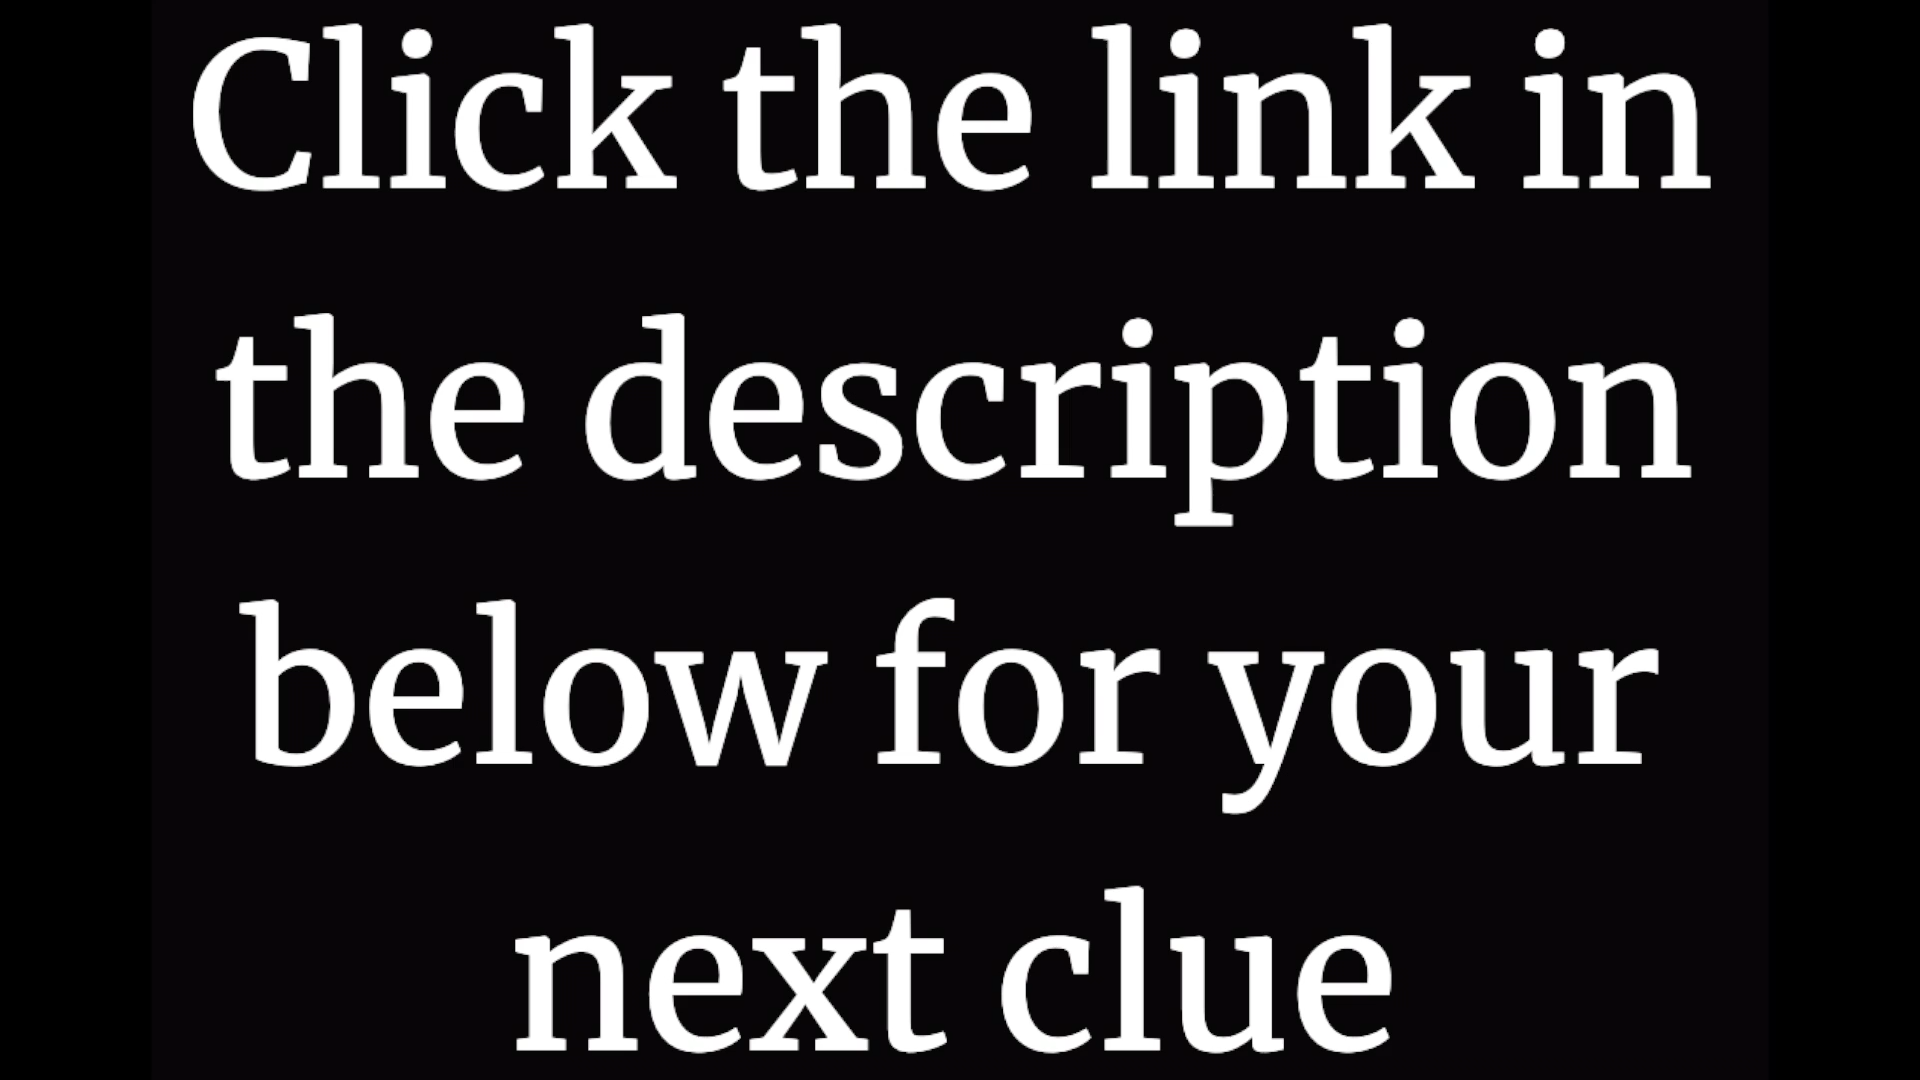 Click the link in
the description
below for your
next clue